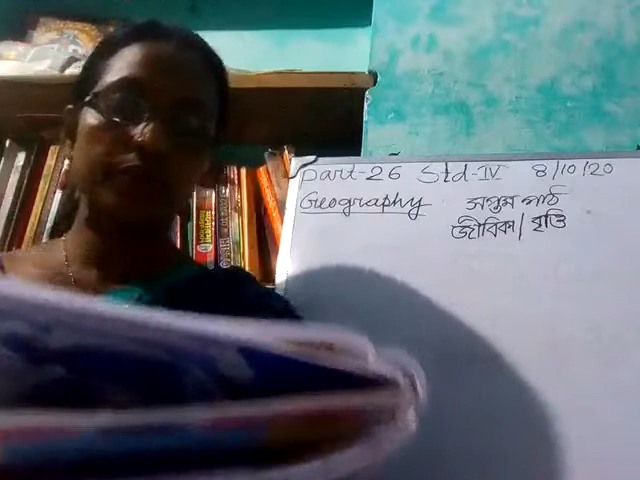 Part-26 Std-IV 8/10/20
Geography সপ্তম পাঠ
জীবিকা / বৃত্তি